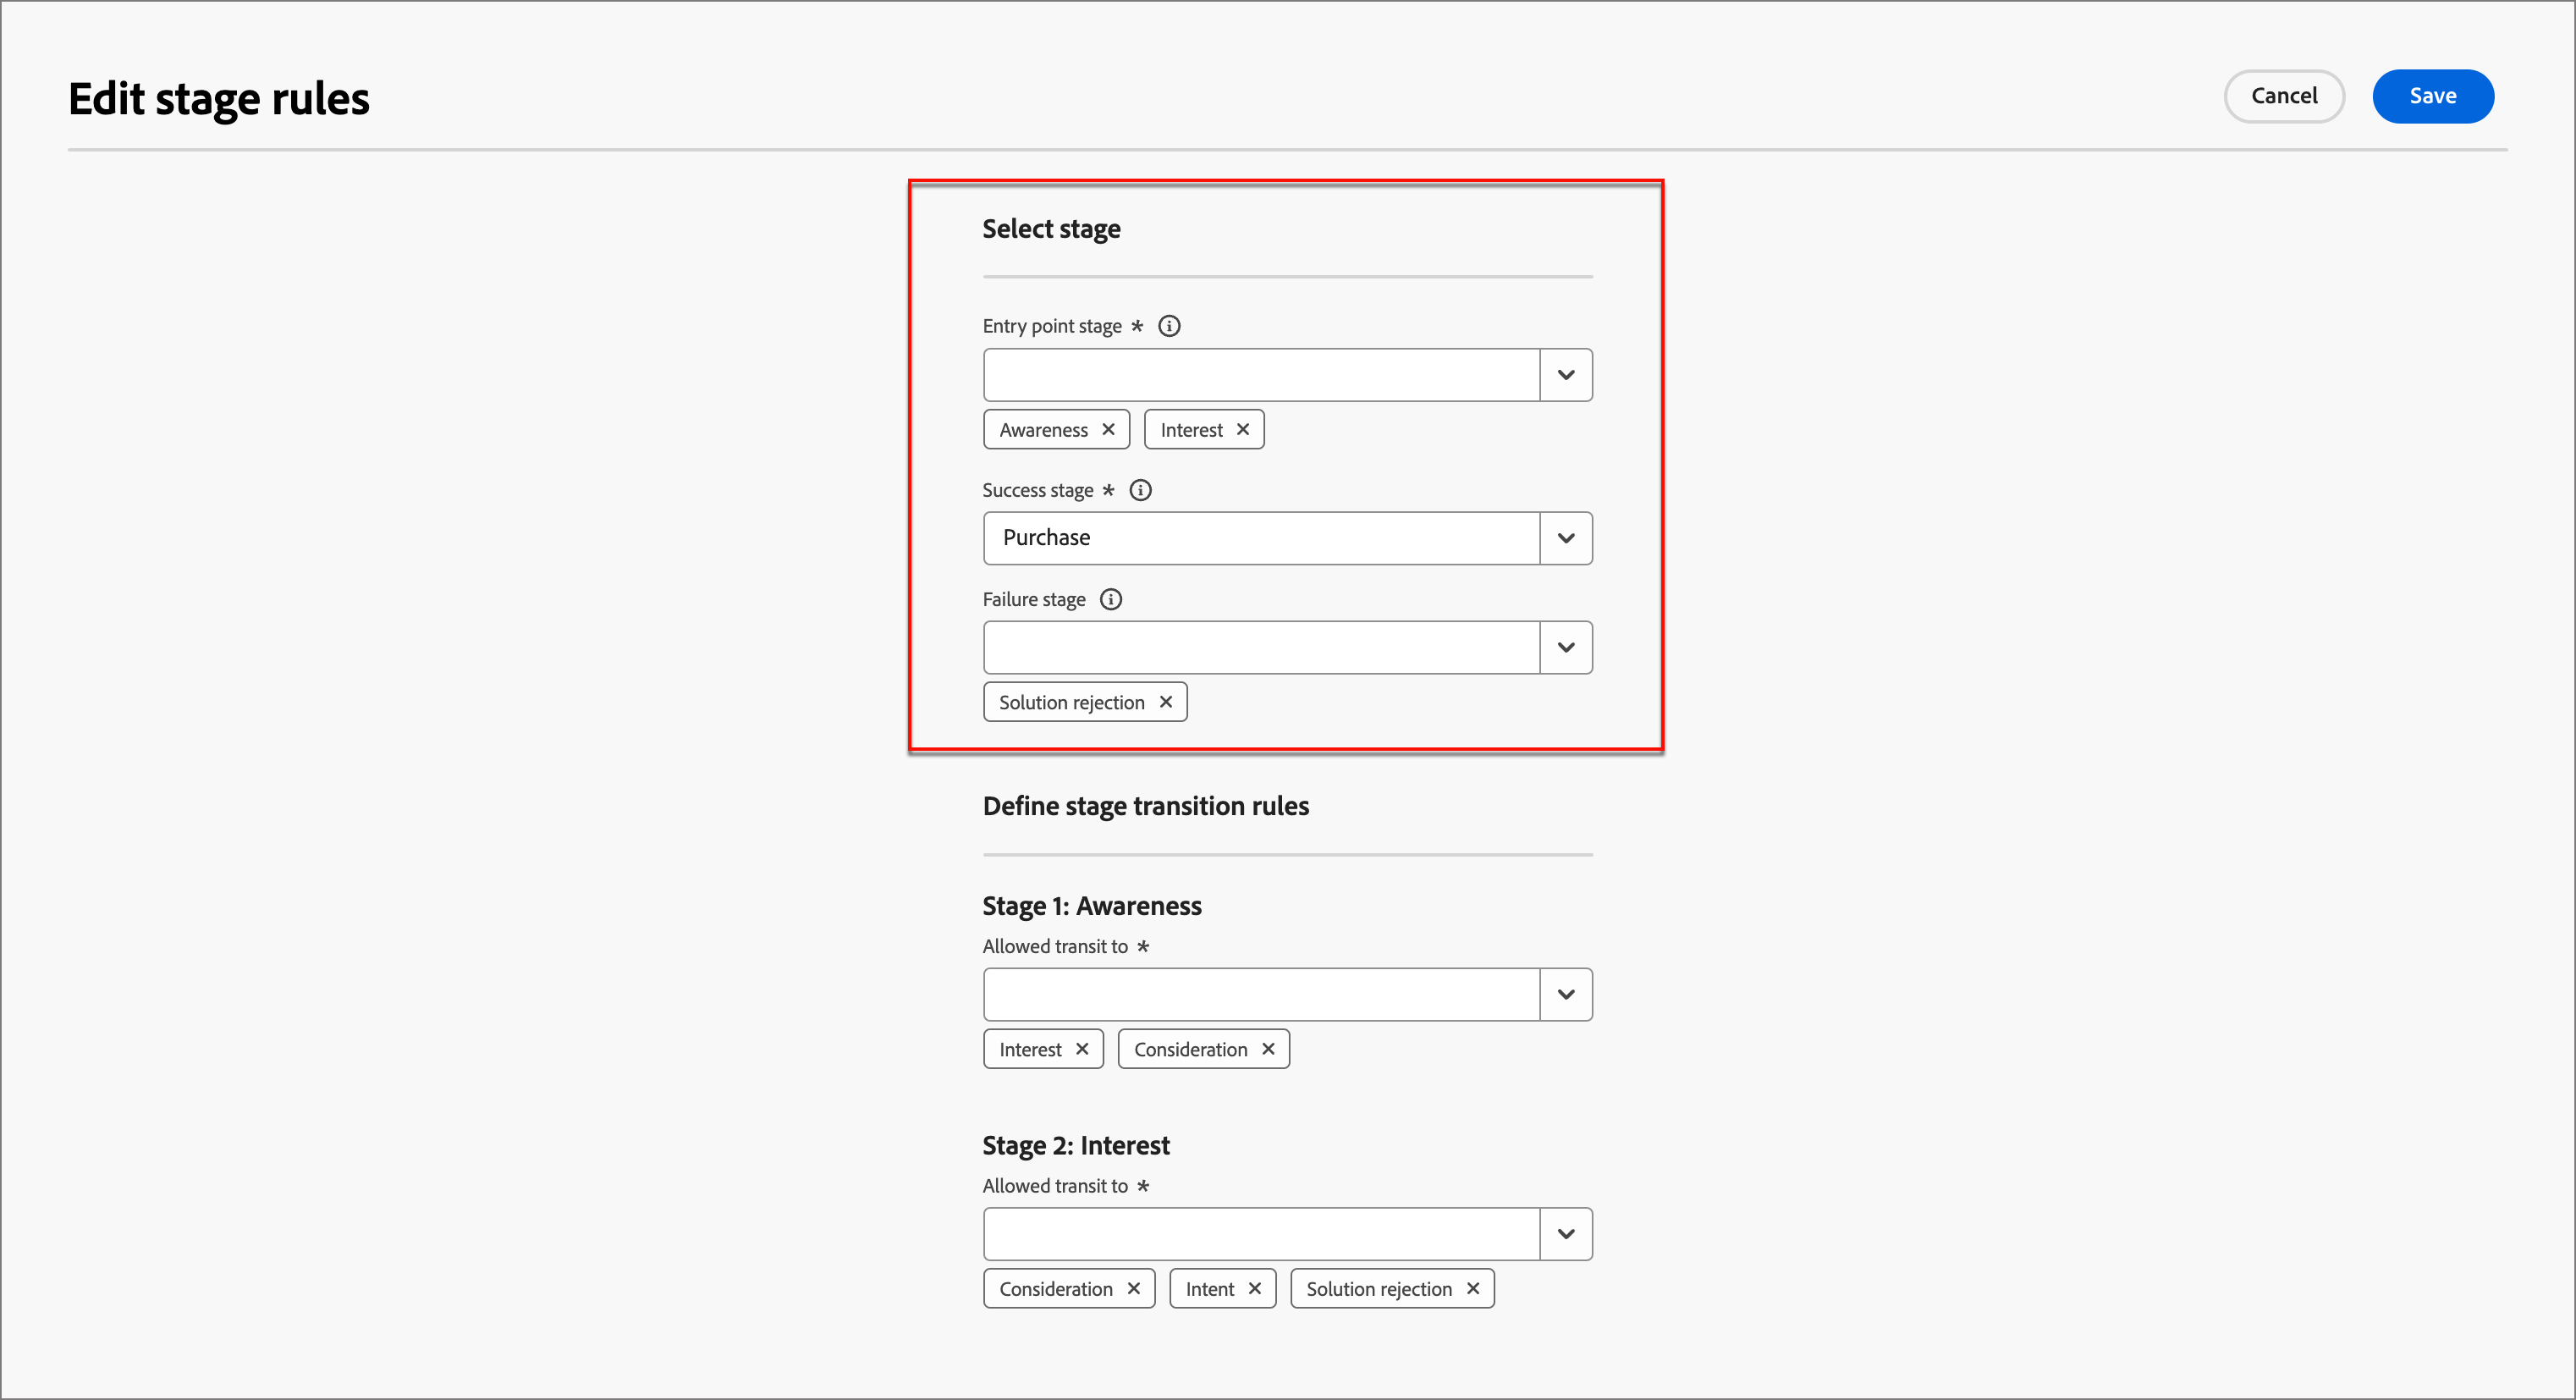 Edit stage rules
Cancel
Save
Select stage
Entry point stage *
Awareness
Interest
Success stage *
Purchase
Failure stage
Solution rejection
Define stage transition rules
Stage 1: Awareness
Allowed transit to *
Interest
Consideration
Stage 2: Interest
Allowed transit to *
Consideration
Intent
Solution rejection